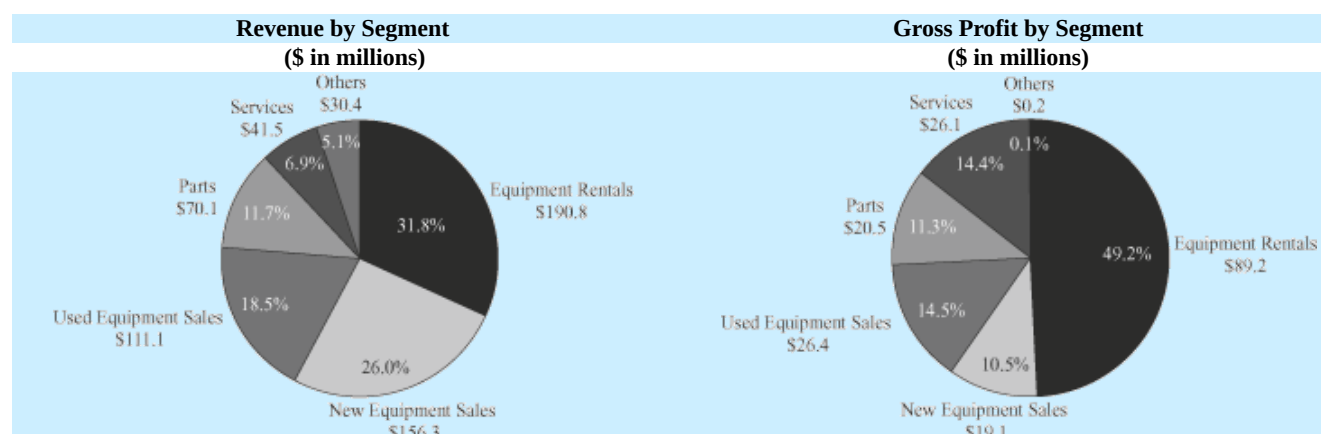 Revenue by Segment
($ in millions)
Others
$30.4
Services
$41.5
5.1%
6.9%
Parts
$70.1
11.7%
Equipment Rentals
$190.8
31.8%
18.5%
Used Equipment Sales
$111.1
26.0%
New Equipment Sales
$156.3
Gross Profit by Segment
($ in millions)
Others
$0.2
Services
$26.1
0.1%
14.4%
Parts
$20.5
11.3%
49.2%
Equipment Rentals
$89.2
14.5%
Used Equipment Sales
$26.4
10.5%
New Equipment Sales
$19.1